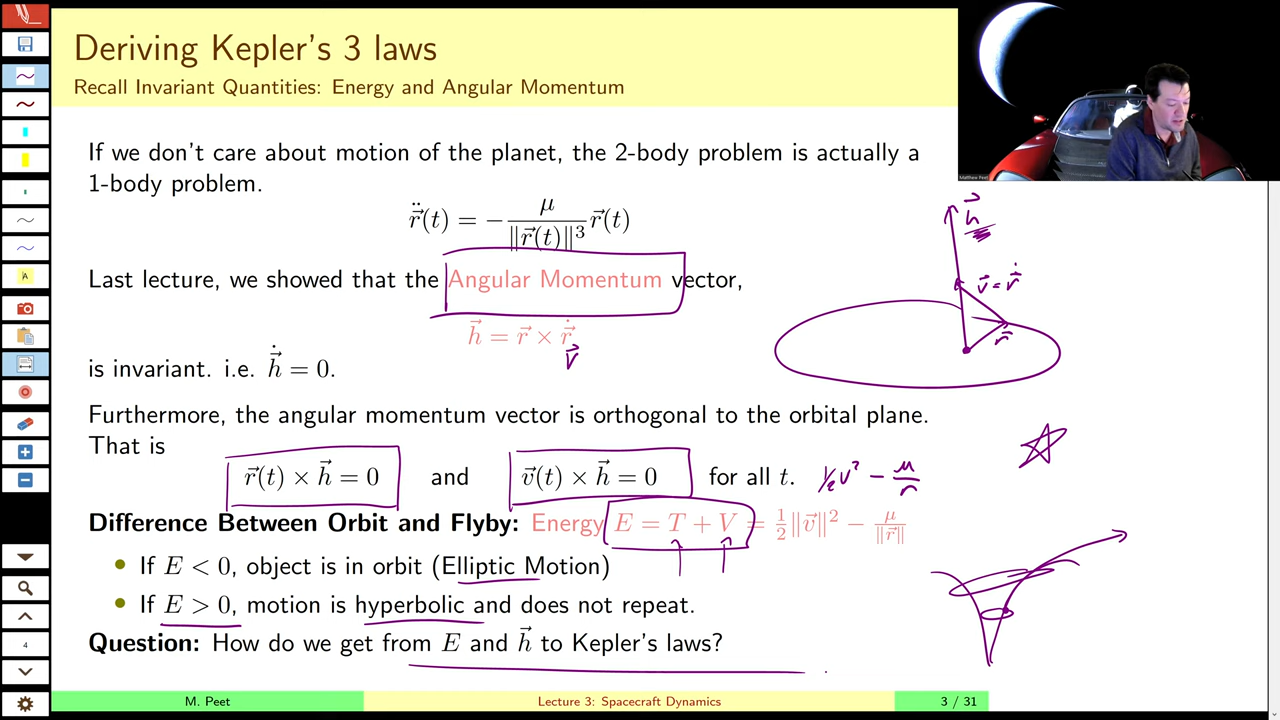 Deriving Kepler's 3 laws
Recall Invariant Quantities: Energy and Angular Momentum
If we don't care about motion of the planet, the 2-body problem is actually a
1-body problem.
r̈⃗(t) = − μ / ‖r⃗(t)‖³ r⃗(t)
Last lecture, we showed that the Angular Momentum vector,
h⃗ = r⃗ × ṙ⃗
v⃗
is invariant. i.e. ḣ⃗ = 0.
Furthermore, the angular momentum vector is orthogonal to the orbital plane.
That is
r⃗(t) × h⃗ = 0 and v⃗(t) × h⃗ = 0 for all t. ½v² − μ/r
Difference Between Orbit and Flyby: Energy E = T + V = ½‖v⃗‖² − μ/‖r⃗‖
• If E < 0, object is in orbit (Elliptic Motion)
• If E > 0, motion is hyperbolic and does not repeat.
Question: How do we get from E and h⃗ to Kepler's laws?
h⃗
v⃗ = ṙ⃗
r⃗
Matthew Peet
A
4
M. Peet Lecture 3: Spacecraft Dynamics 3 / 31